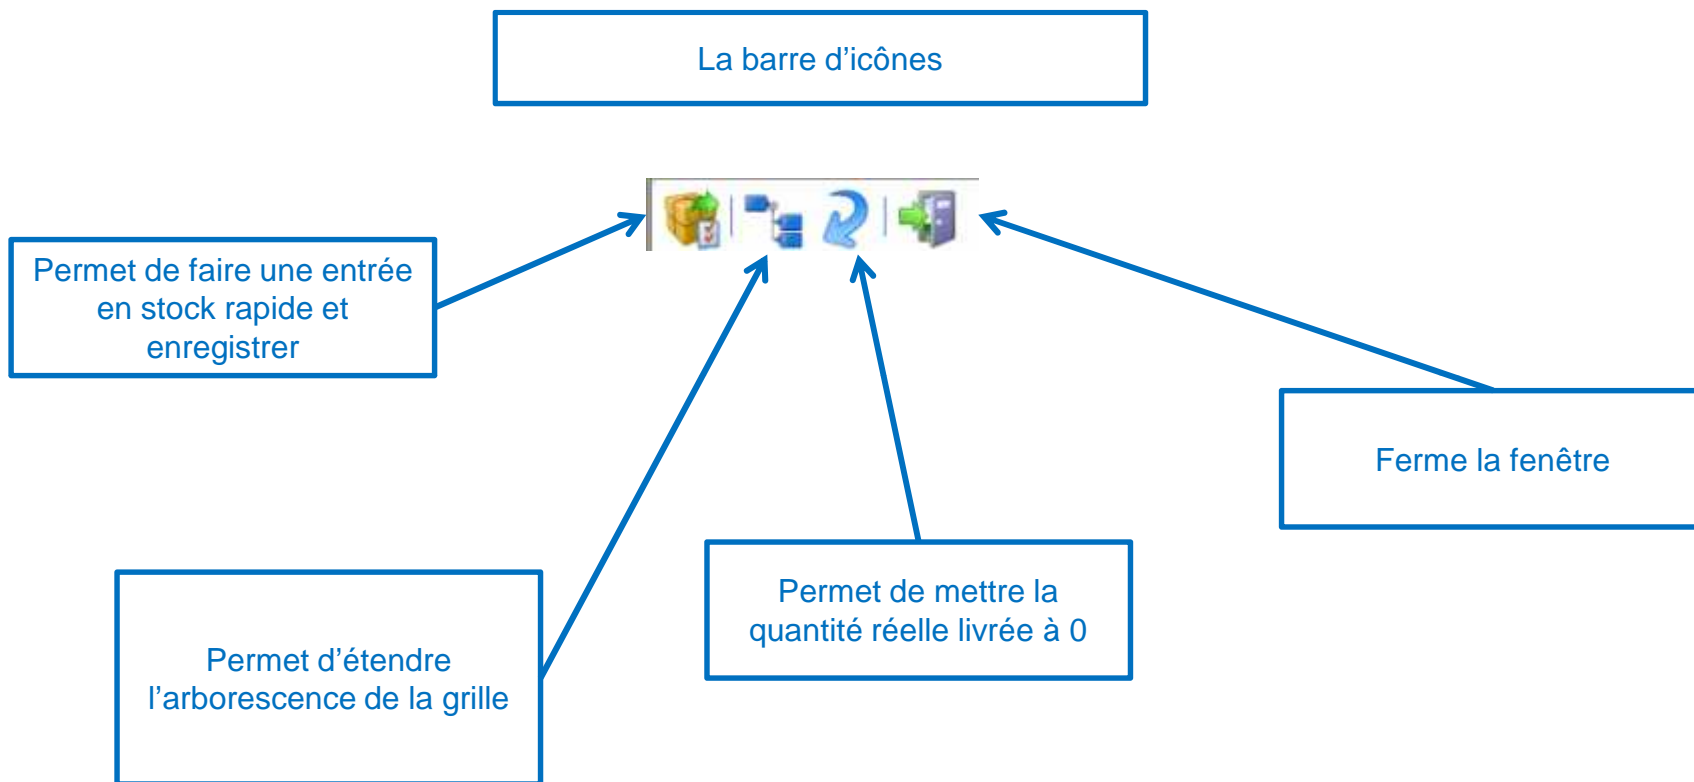 La barre d’icônes
Permet de faire une entrée
en stock rapide et
enregistrer
Ferme la fenêtre
Permet de mettre la
quantité réelle livrée à 0
Permet d’étendre
l’arborescence de la grille